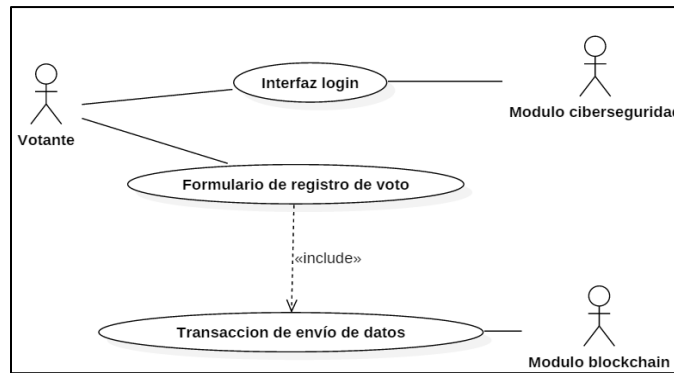 Interfaz login
Votante
Modulo ciberseguridad
Formulario de registro de voto
«include»
Transaccion de envío de datos
Modulo blockchain